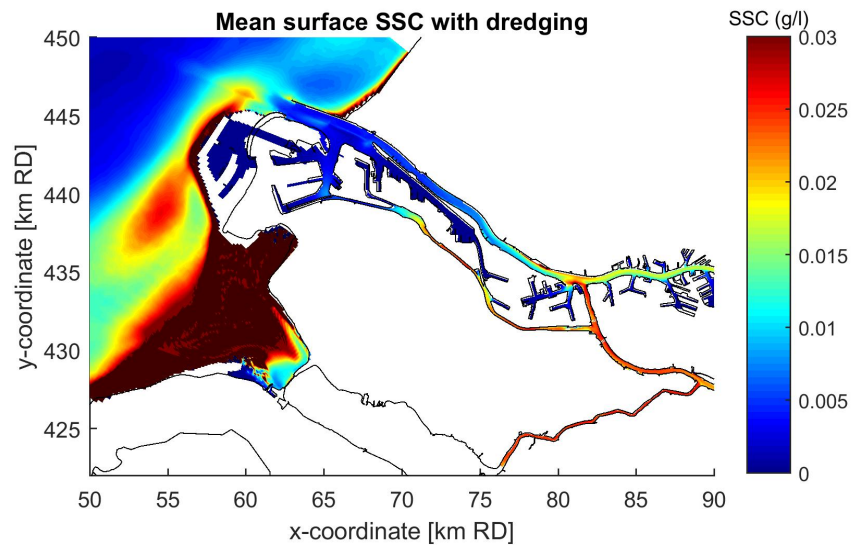 Mean surface SSC with dredging
SSC (g/l)
450
445
440
435
430
425
y-coordinate [km RD]
50 55 60 65 70 75 80 85 90
x-coordinate [km RD]
0.03
0.025
0.02
0.015
0.01
0.005
0